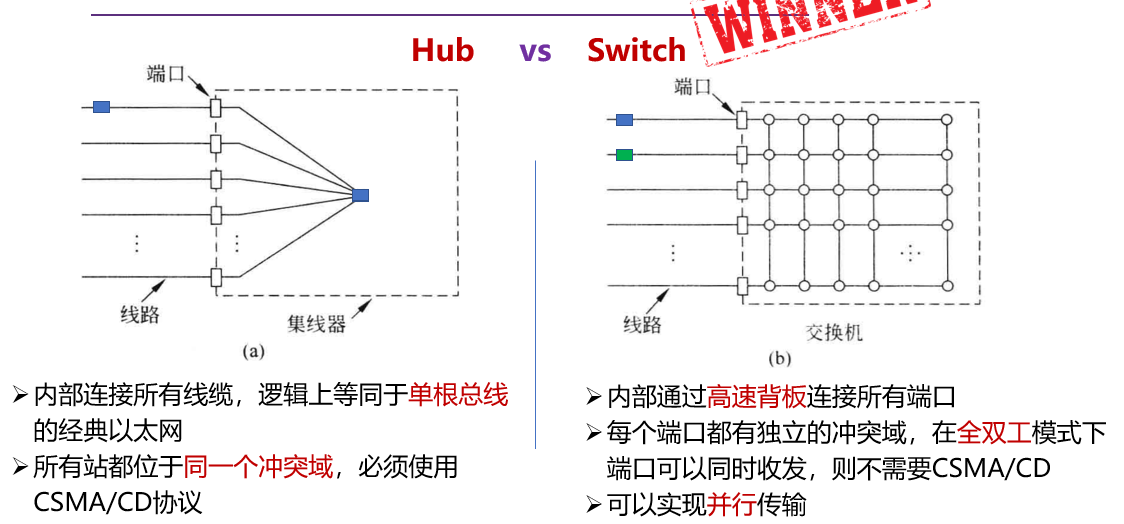 WINNER
Hub vs Switch
端口
线路
集线器
(a)
➢内部连接所有线缆，逻辑上等同于单根总线
的经典以太网
➢所有站都位于同一个冲突域，必须使用
CSMA/CD协议
端口
线路
交换机
(b)
➢内部通过高速背板连接所有端口
➢每个端口都有独立的冲突域，在全双工模式下
端口可以同时收发，则不需要CSMA/CD
➢可以实现并行传输